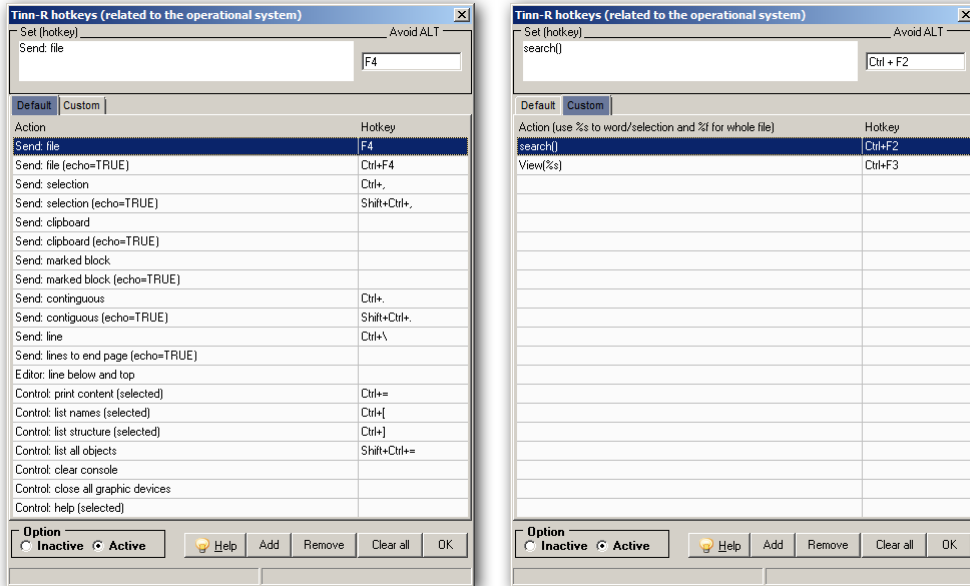 Tinn-R hotkeys (related to the operational system)
Set (hotkey) Avoid ALT
Send: file
F4
Default Custom
Action Hotkey
Send: file F4
Send: file (echo=TRUE) Ctrl+F4
Send: selection Ctrl+,
Send: selection (echo=TRUE) Shift+Ctrl+,
Send: clipboard
Send: clipboard (echo=TRUE)
Send: marked block
Send: marked block (echo=TRUE)
Send: continguous Ctrl+.
Send: contiguous (echo=TRUE) Shift+Ctrl+.
Send: line Ctrl+\
Send: lines to end page (echo=TRUE)
Editor: line below and top
Control: print content (selected) Ctrl+=
Control: list names (selected) Ctrl+[
Control: list structure (selected) Ctrl+]
Control: list all objects Shift+Ctrl+=
Control: clear console
Control: close all graphic devices
Control: help (selected)
Option
Inactive Active Help Add Remove Clear all OK
Tinn-R hotkeys (related to the operational system)
Set (hotkey) Avoid ALT
search()
Ctrl + F2
Default Custom
Action (use %s to word/selection and %f for whole file) Hotkey
search() Ctrl+F2
View(%s) Ctrl+F3
Option
Inactive Active Help Add Remove Clear all OK